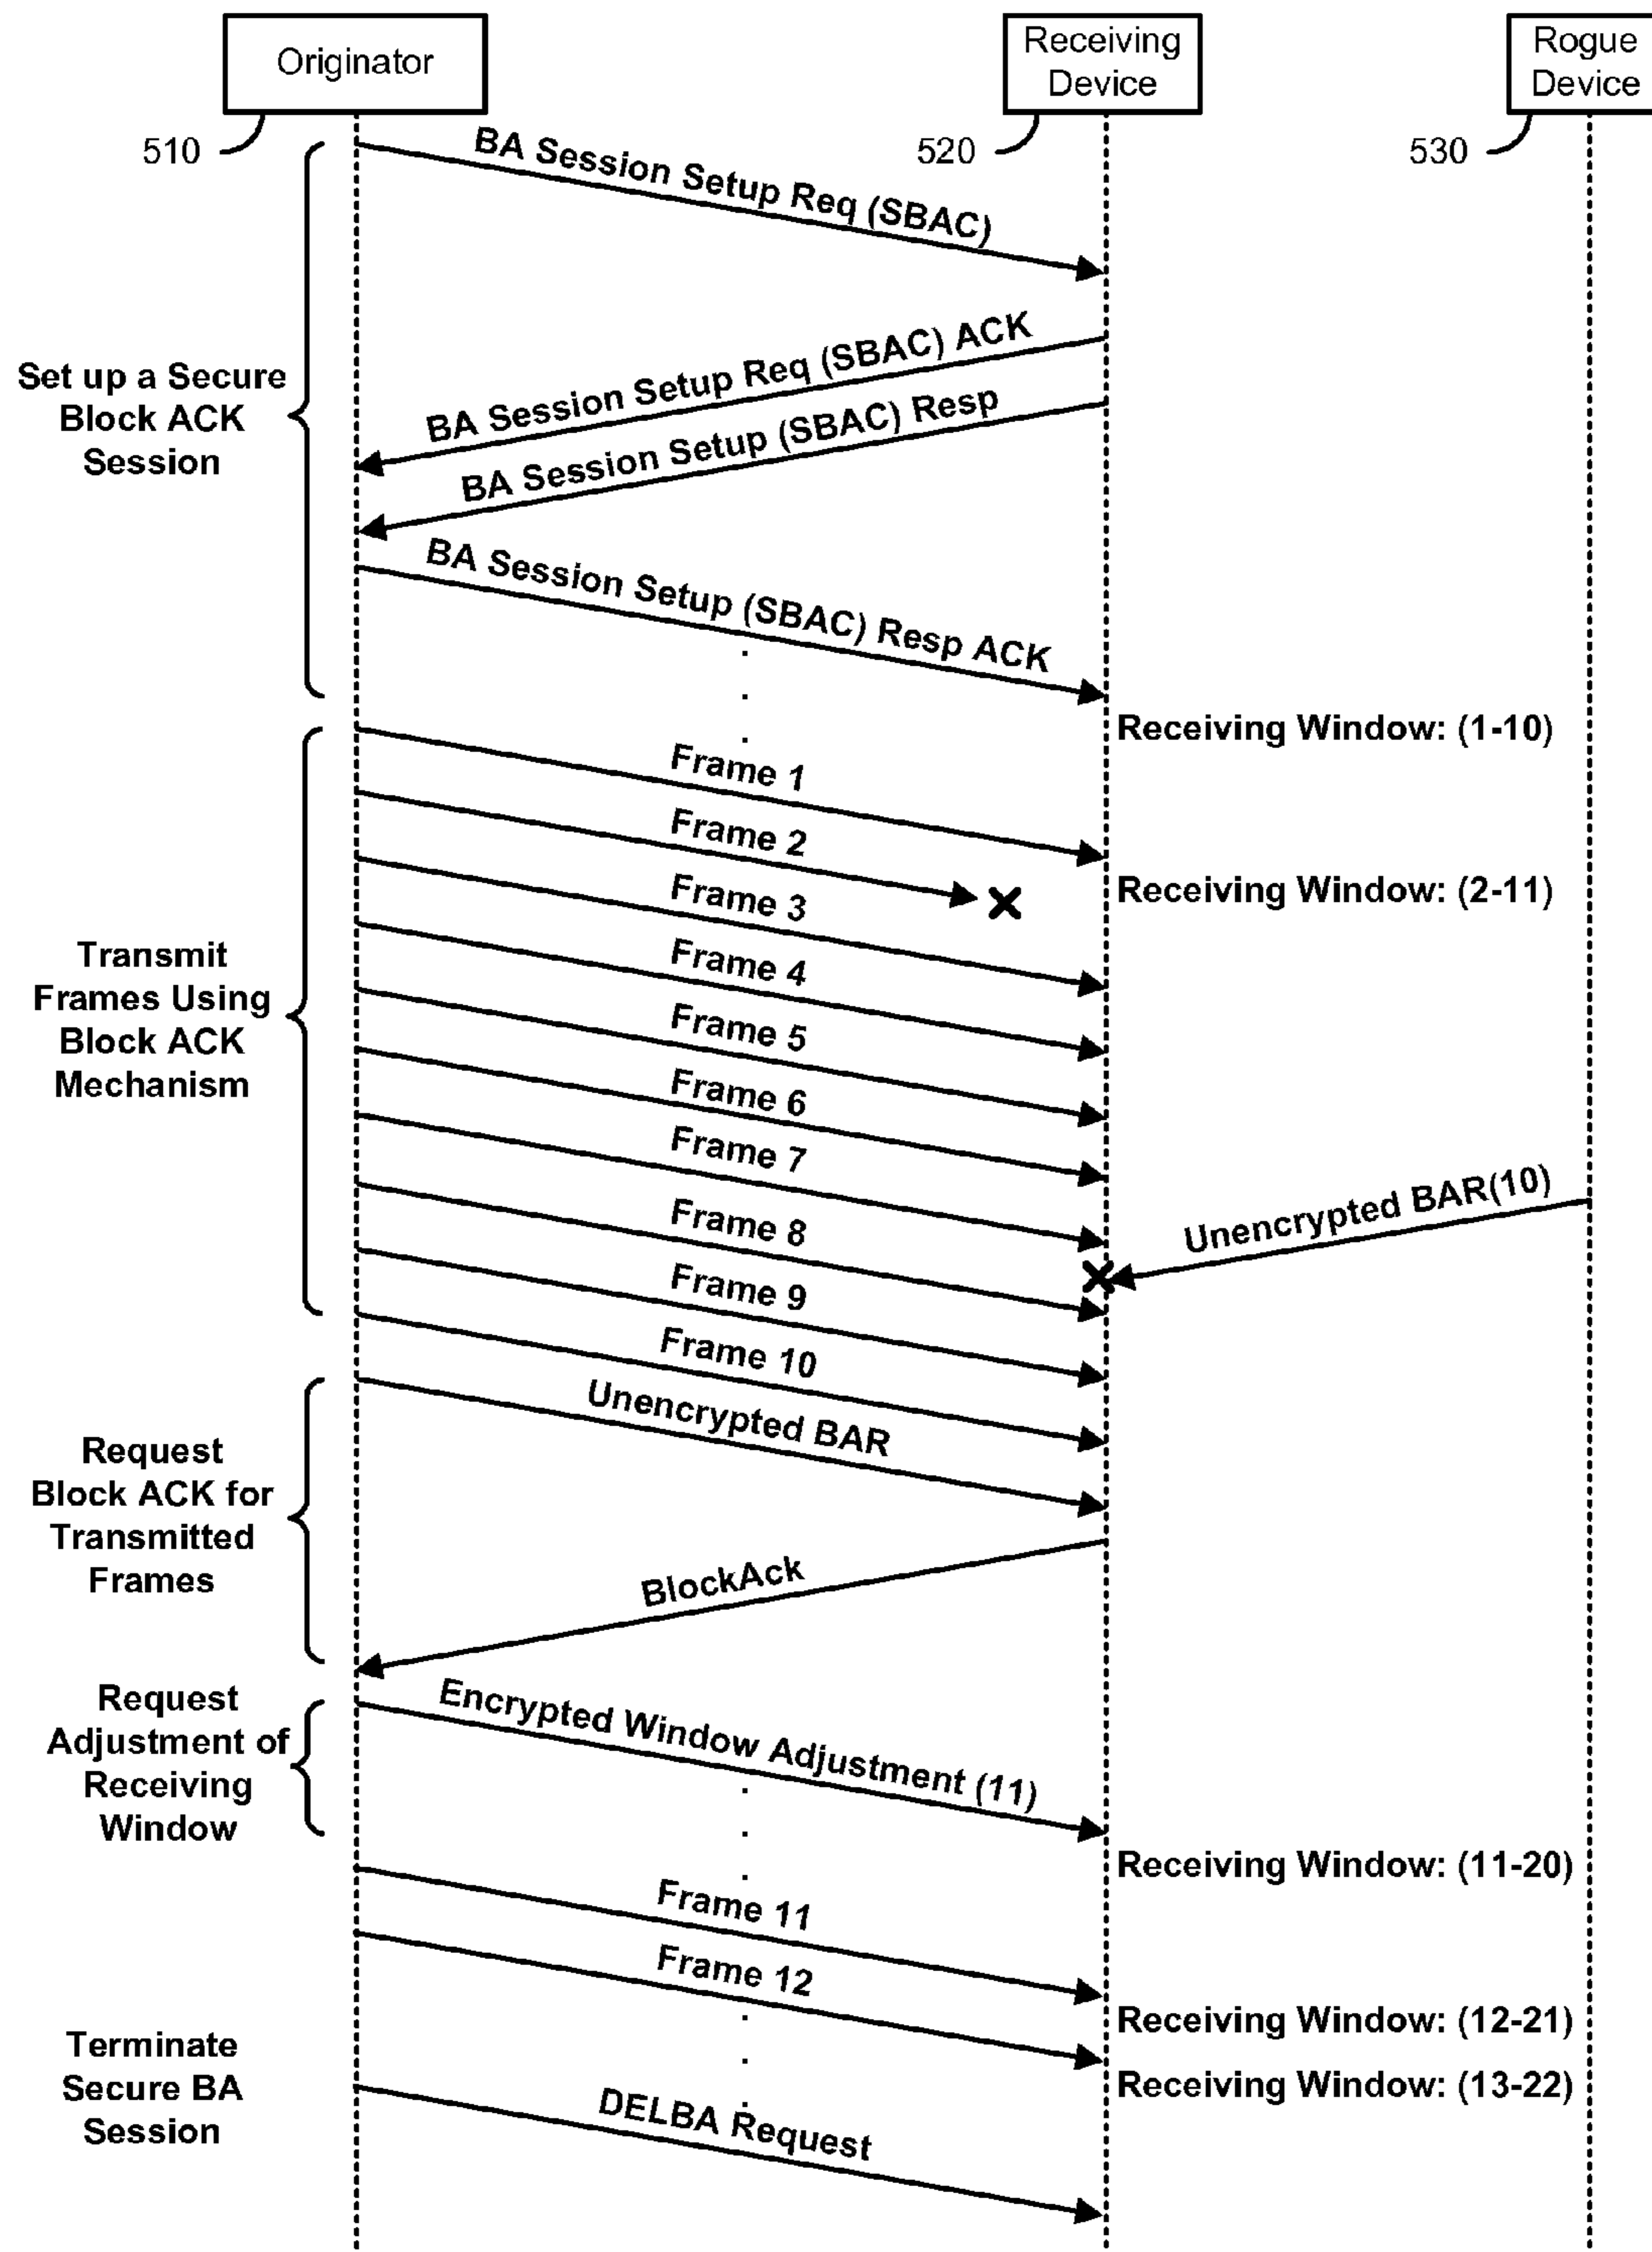 Originator
Receiving
Device
Rogue
Device
510
520
530
BA Session Setup Req (SBAC)
BA Session Setup Req (SBAC) ACK
Set up a Secure
Block ACK
Session
BA Session Setup (SBAC) Resp
BA Session Setup (SBAC) Resp ACK
Receiving Window: (1-10)
Frame 1
Frame 2
Receiving Window: (2-11)
Frame 3
Transmit
Frames Using
Block ACK
Mechanism
Frame 4
Frame 5
Frame 6
Frame 7
Unencrypted BAR(10)
Frame 8
Frame 9
Frame 10
Unencrypted BAR
Request
Block ACK for
Transmitted
Frames
BlockAck
Request
Adjustment of
Receiving
Window
Encrypted Window Adjustment (11)
Receiving Window: (11-20)
Frame 11
Frame 12
Receiving Window: (12-21)
Terminate
Secure BA
Session
Receiving Window: (13-22)
DELBA Request